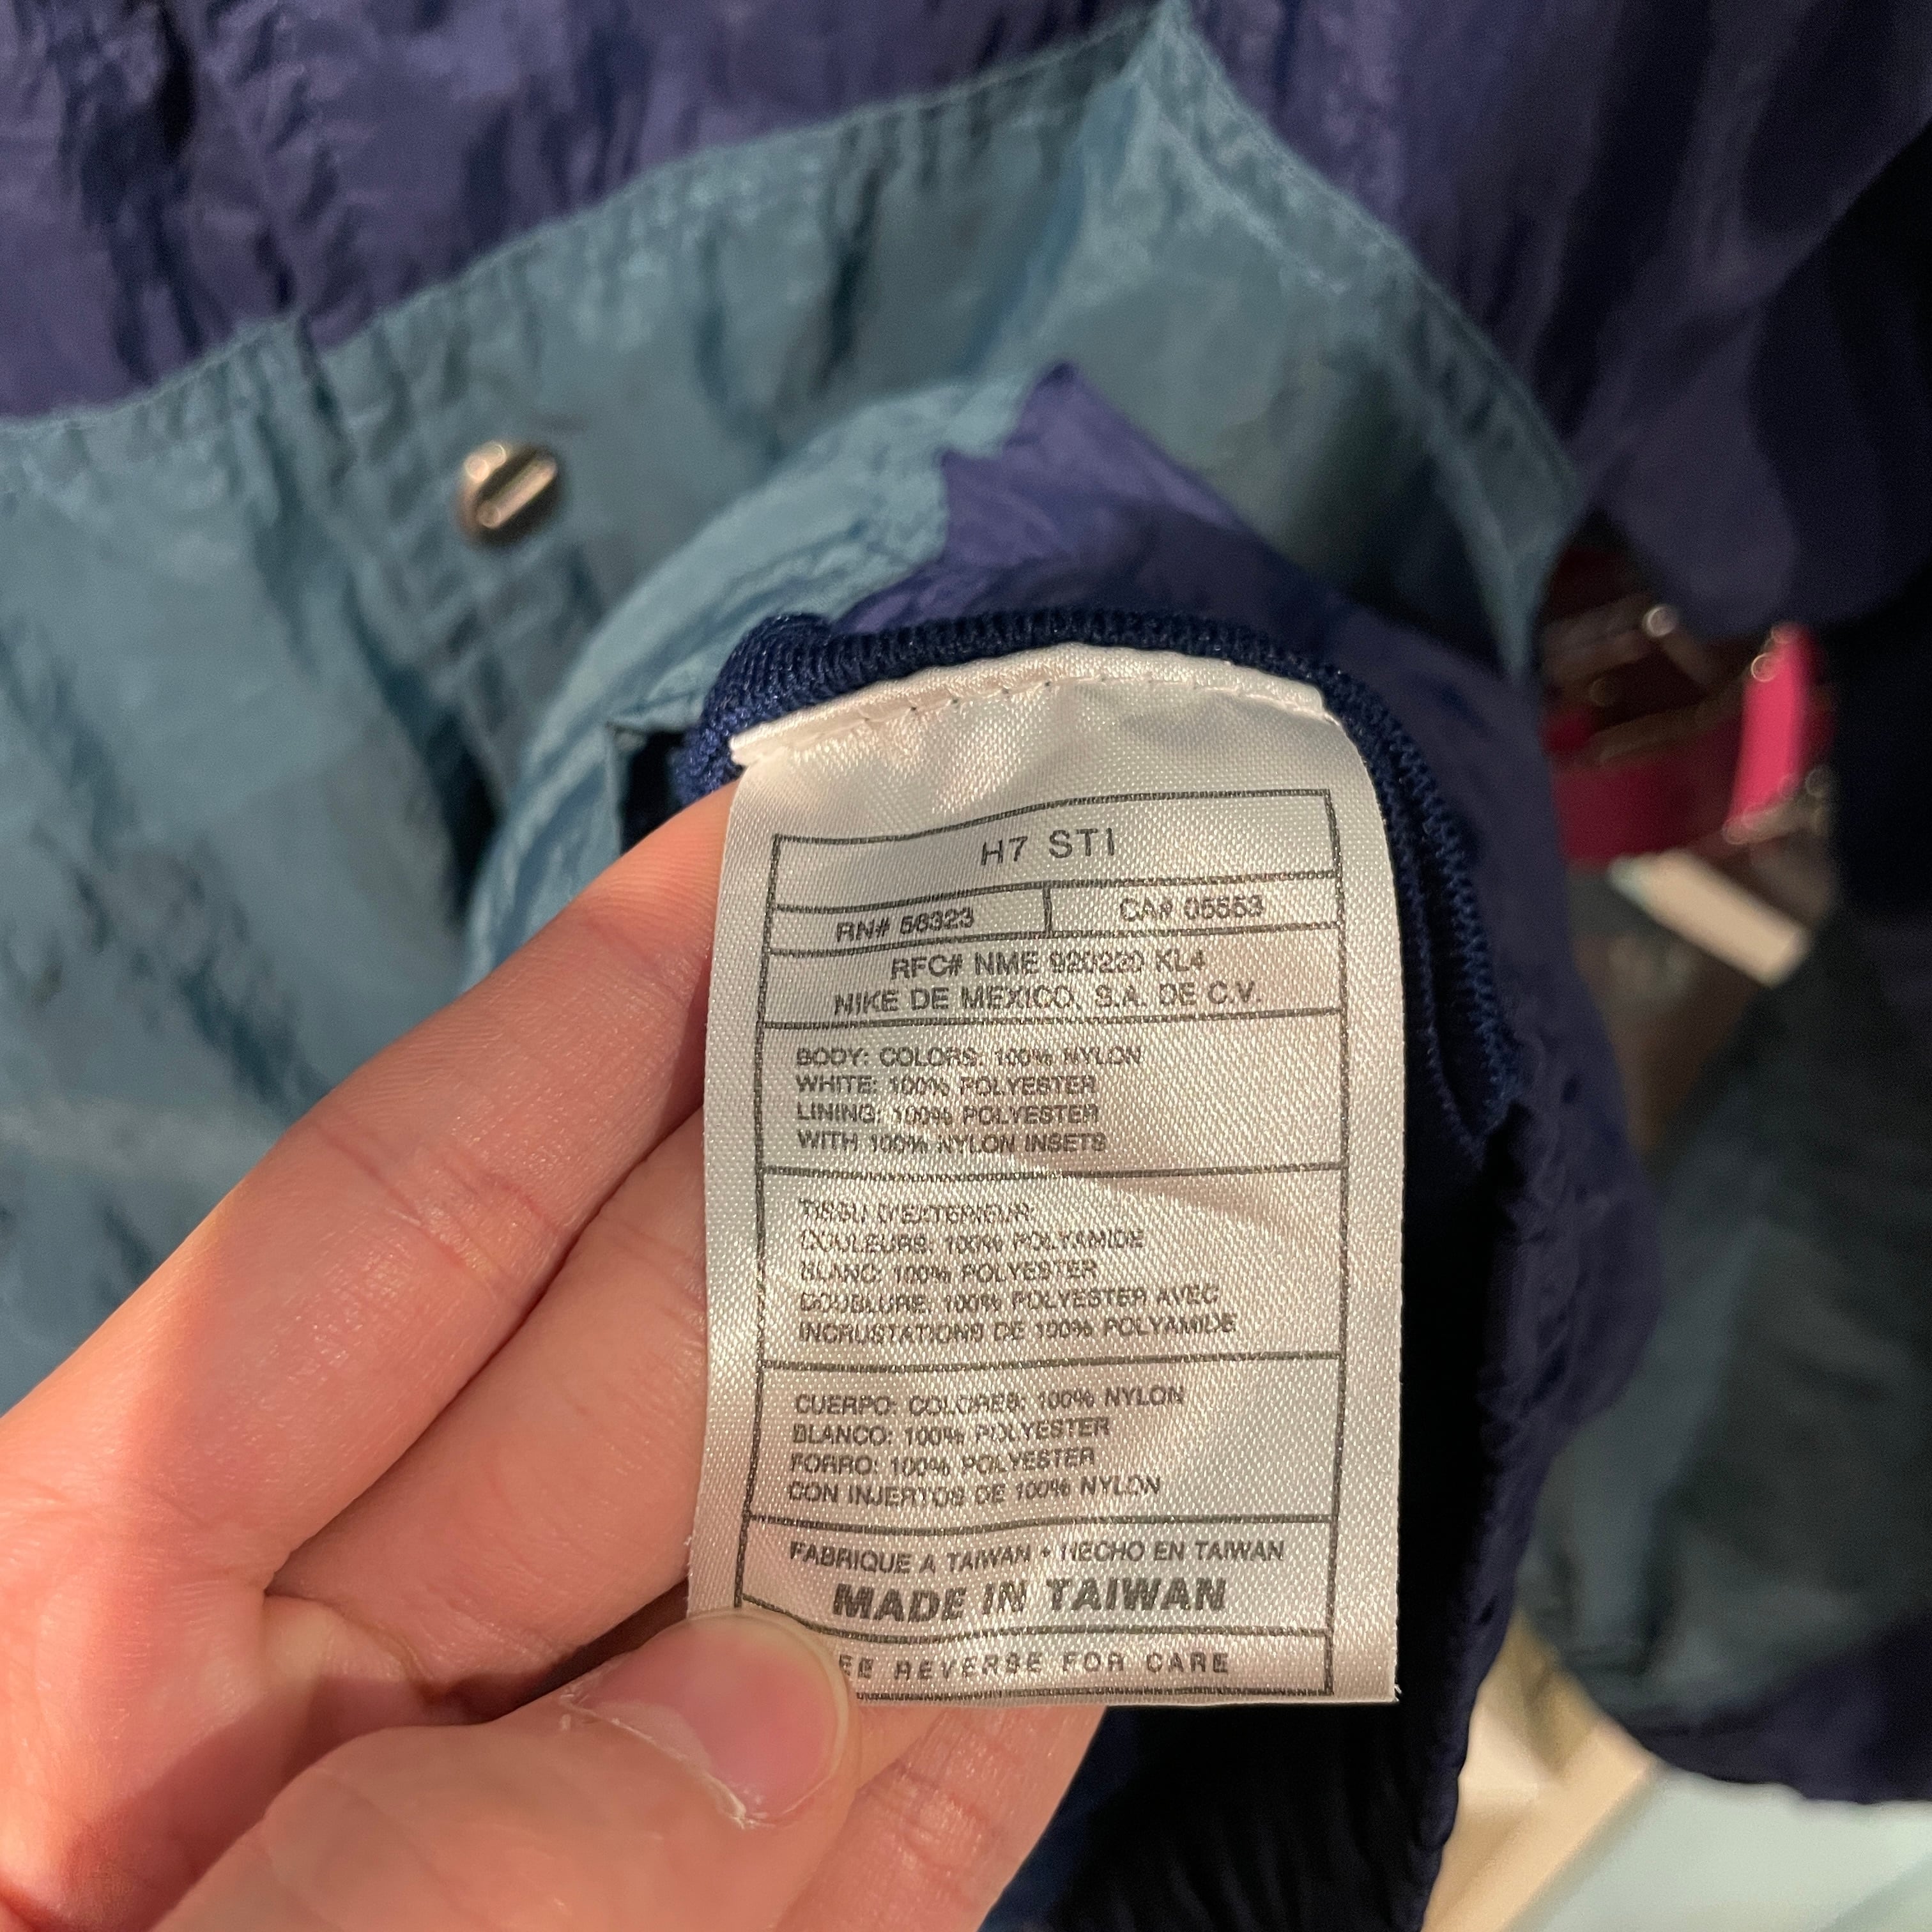 H7 STI
RN# 56323 CA# 05553
RFC# NME 920220 KL4
NIKE DE MEXICO, S.A. DE C.V.
BODY: COLORS: 100% NYLON
WHITE: 100% POLYESTER
LINING: 100% POLYESTER
WITH 100% NYLON INSETS
TISSU D'EXTERIEUR:
COULEURS: 100% POLYAMIDE
BLANC: 100% POLYESTER
DOUBLURE: 100% POLYESTER AVEC
INCRUSTATIONS DE 100% POLYAMIDE
CUERPO: COLORES: 100% NYLON
BLANCO: 100% POLYESTER
FORRO: 100% POLYESTER
CON INJERTOS DE 100% NYLON
FABRIQUE A TAIWAN • HECHO EN TAIWAN
MADE IN TAIWAN
EE REVERSE FOR CARE